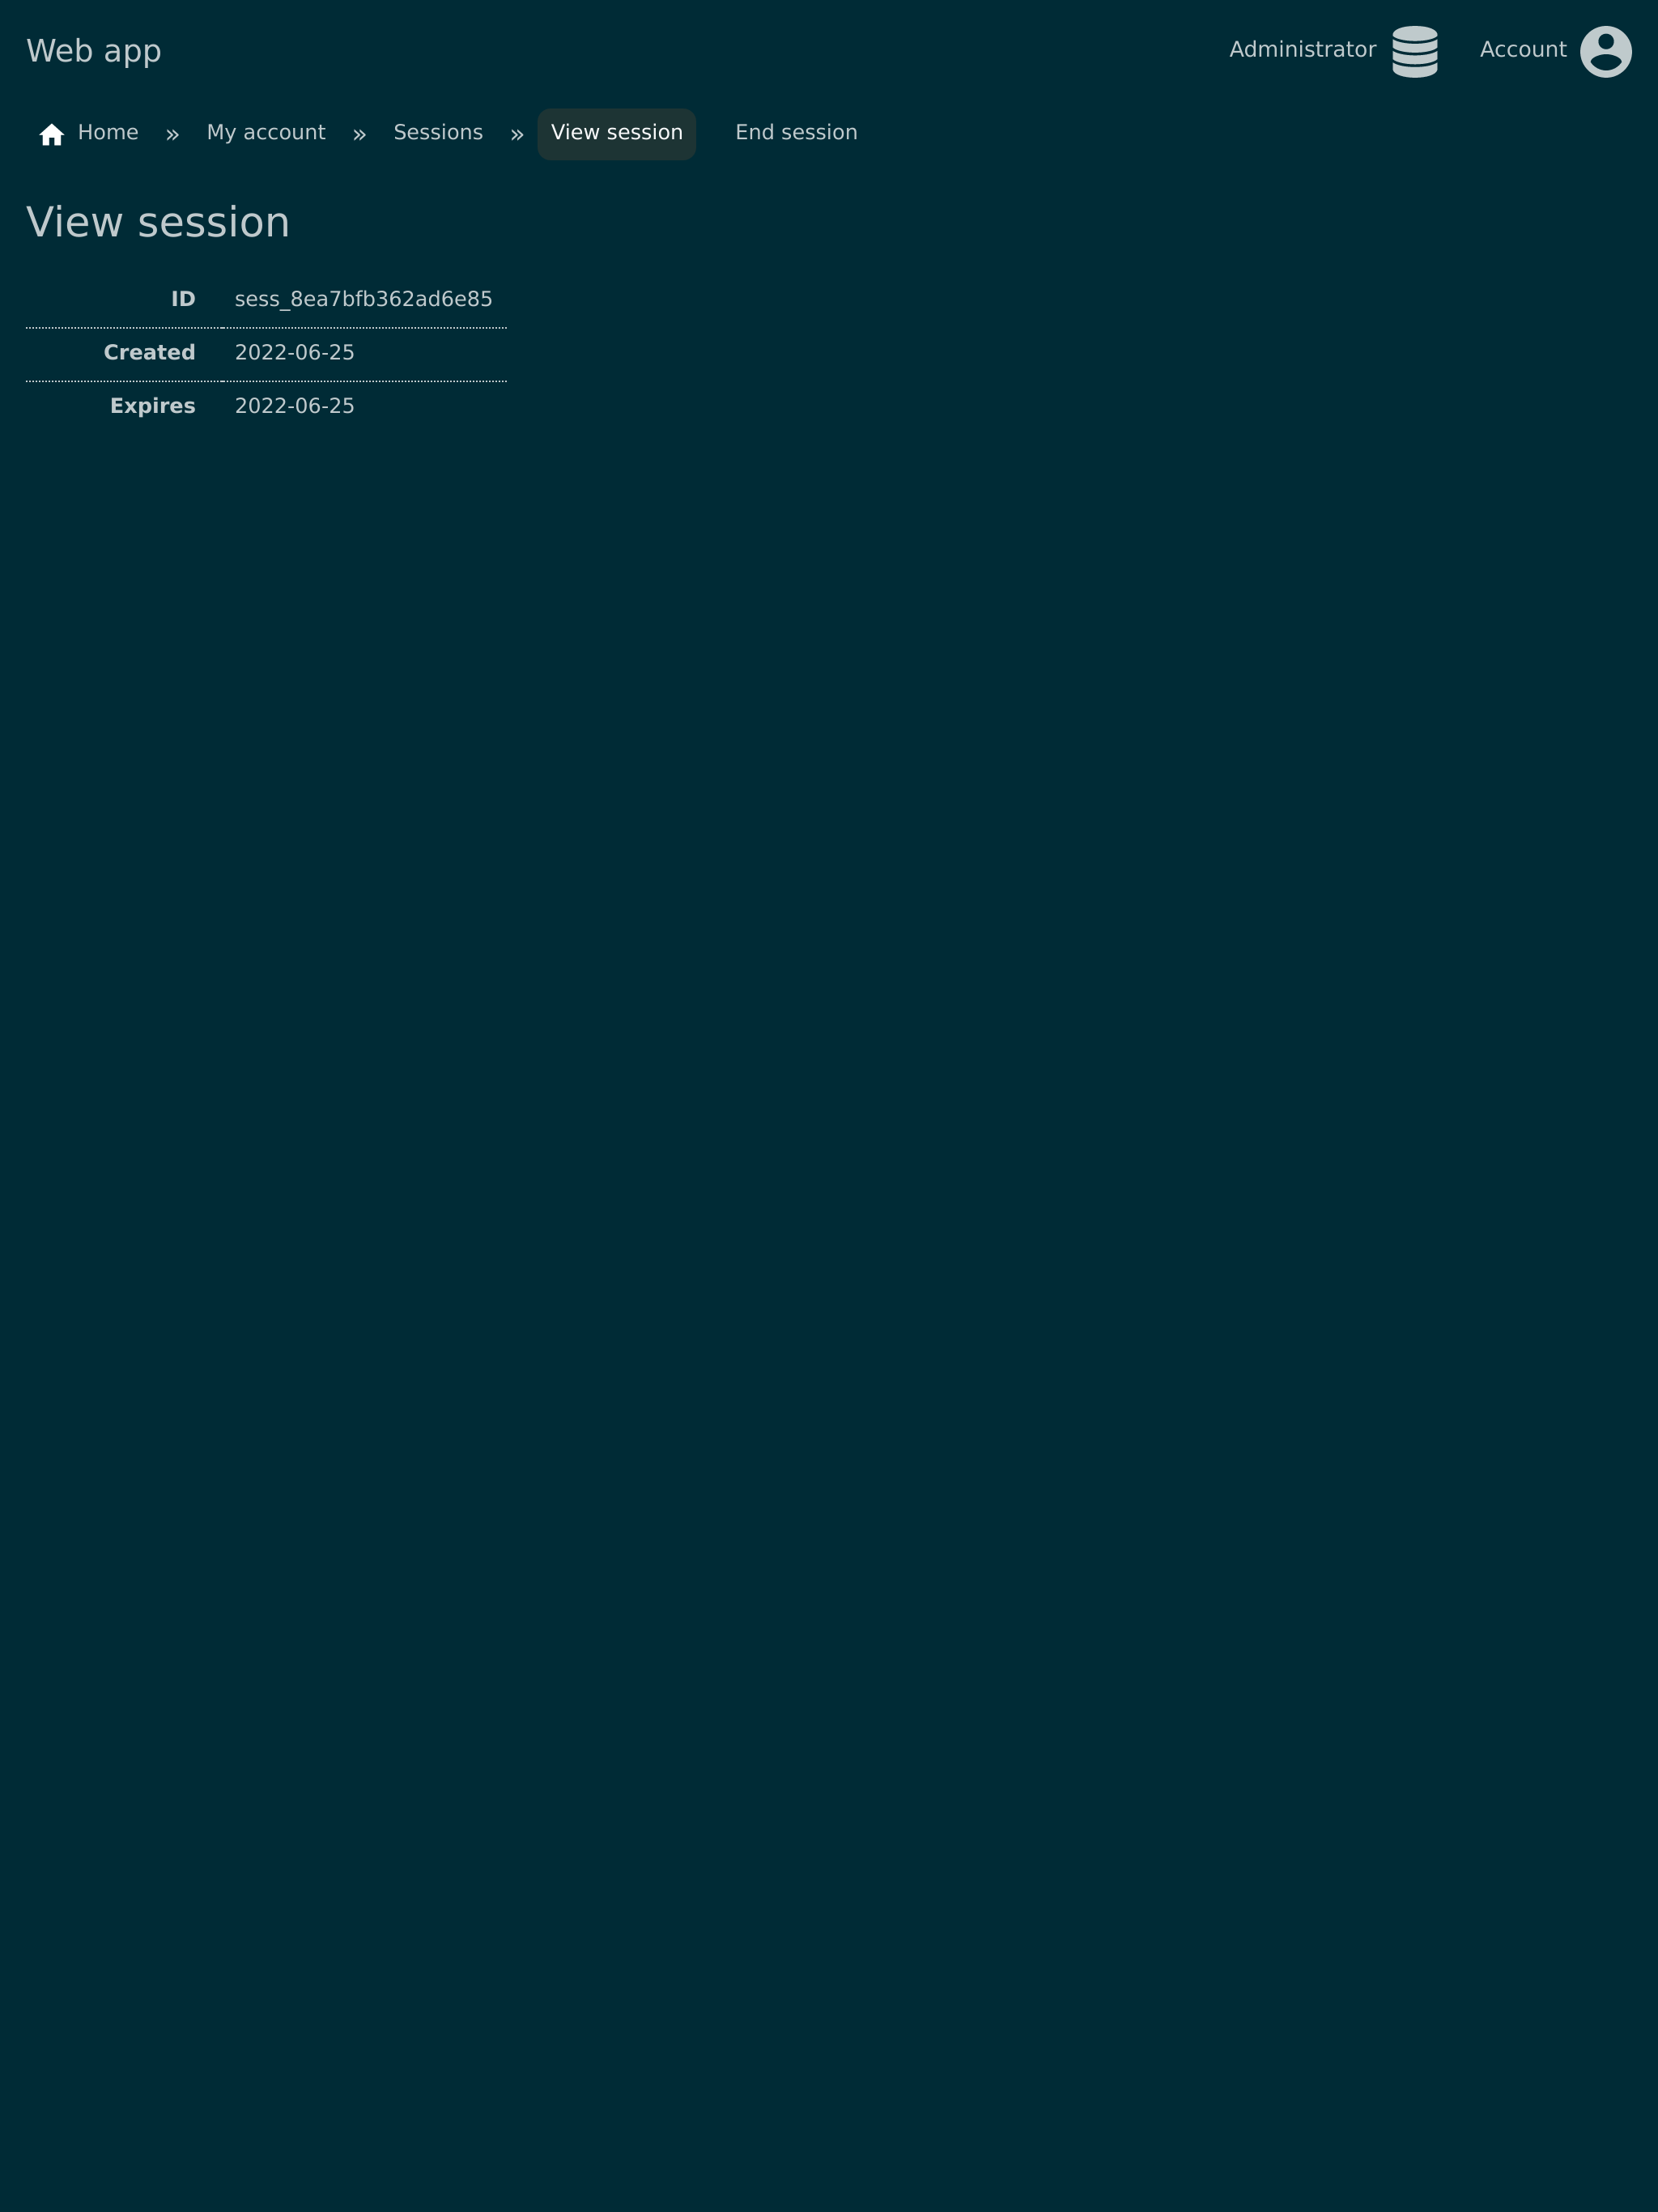 Web app
Administrator Account
Home » My account » Sessions » View session End session
View session
ID sess_8ea7bfb362ad6e85
Created 2022-06-25
Expires 2022-06-25